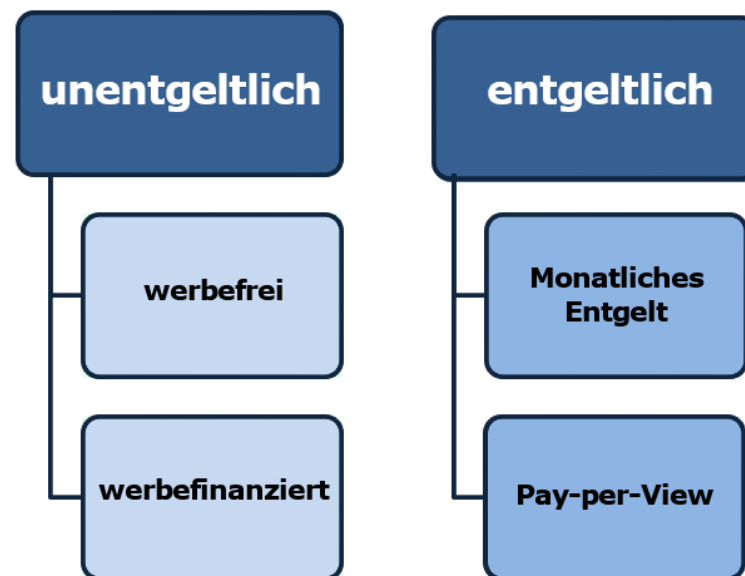 unentgeltlich
werbefrei
werbefinanziert
entgeltlich
Monatliches
Entgelt
Pay-per-View